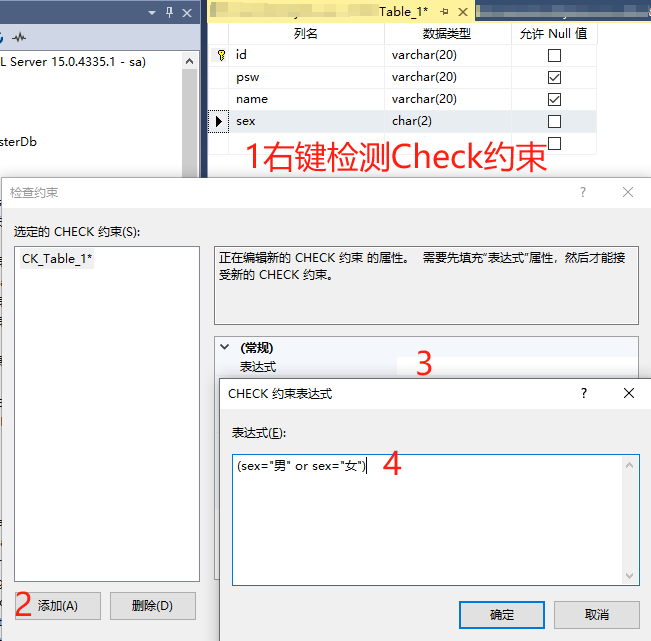 Table_1*
列名 数据类型 允许 Null 值
L Server 15.0.4335.1 - sa)
id varchar(20)
psw varchar(20)
name varchar(20)
sex char(2)
sterDb
1右键检测Check约束
检查约束
选定的 CHECK 约束(S):
CK_Table_1*
正在编辑新的 CHECK 约束 的属性。 需要先填充“表达式”属性，然后才能接
受新的 CHECK 约束。
(常规)
表达式
3
CHECK 约束表达式
表达式(E):
(sex="男" or sex="女")
4
2 添加(A) 删除(D)
确定 取消